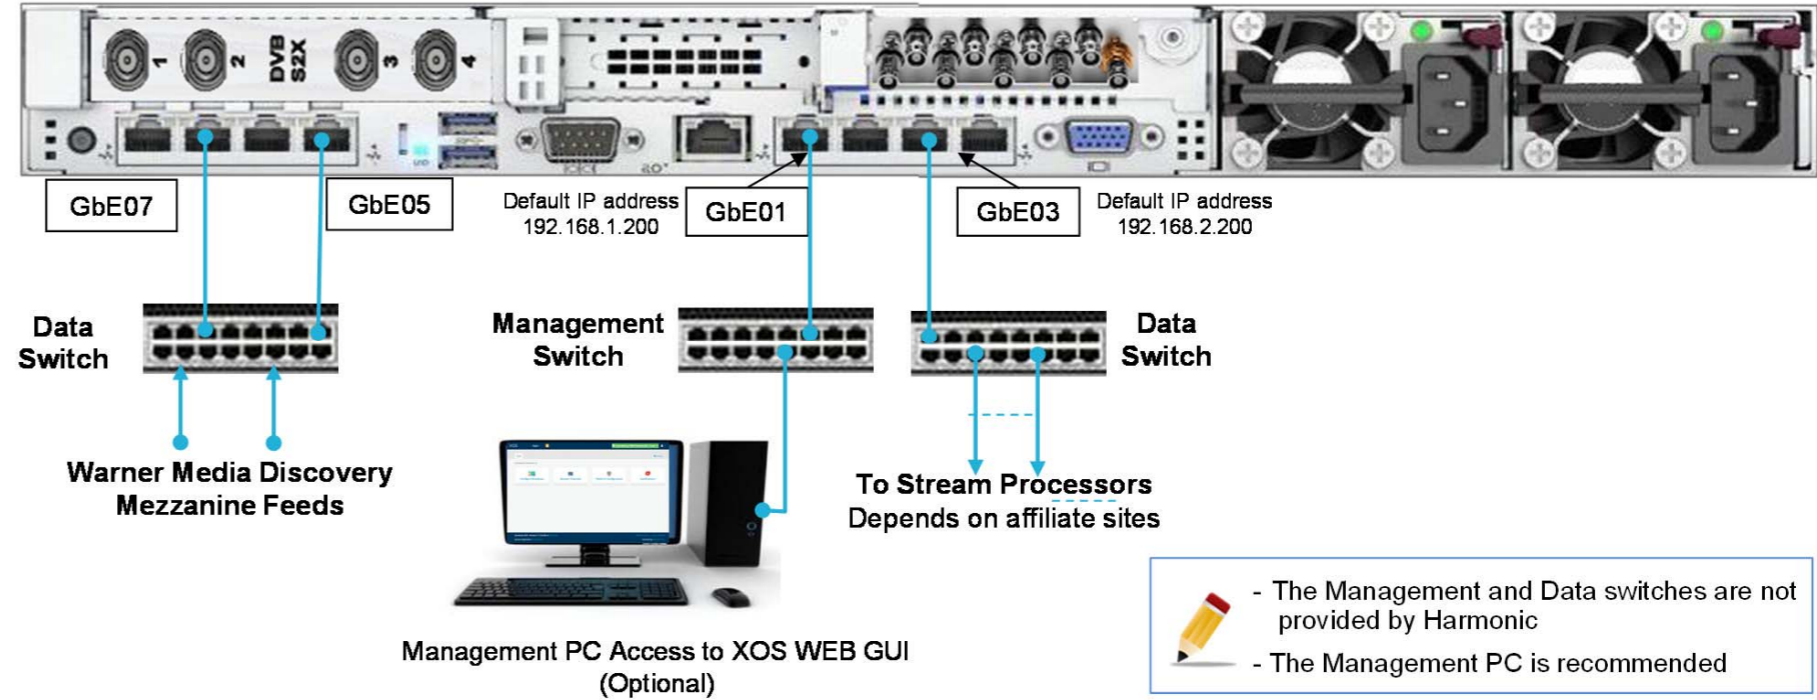 1
2
DVB
S2X
3
4
UID
GbE07
GbE05
Default IP address
192.168.1.200
GbE01
GbE03
Default IP address
192.168.2.200
Data
Switch
Management
Switch
Data
Switch
Warner Media Discovery
Mezzanine Feeds
To Stream Processors
Depends on affiliate sites
Management PC Access to XOS WEB GUI
(Optional)
- The Management and Data switches are not
provided by Harmonic
- The Management PC is recommended